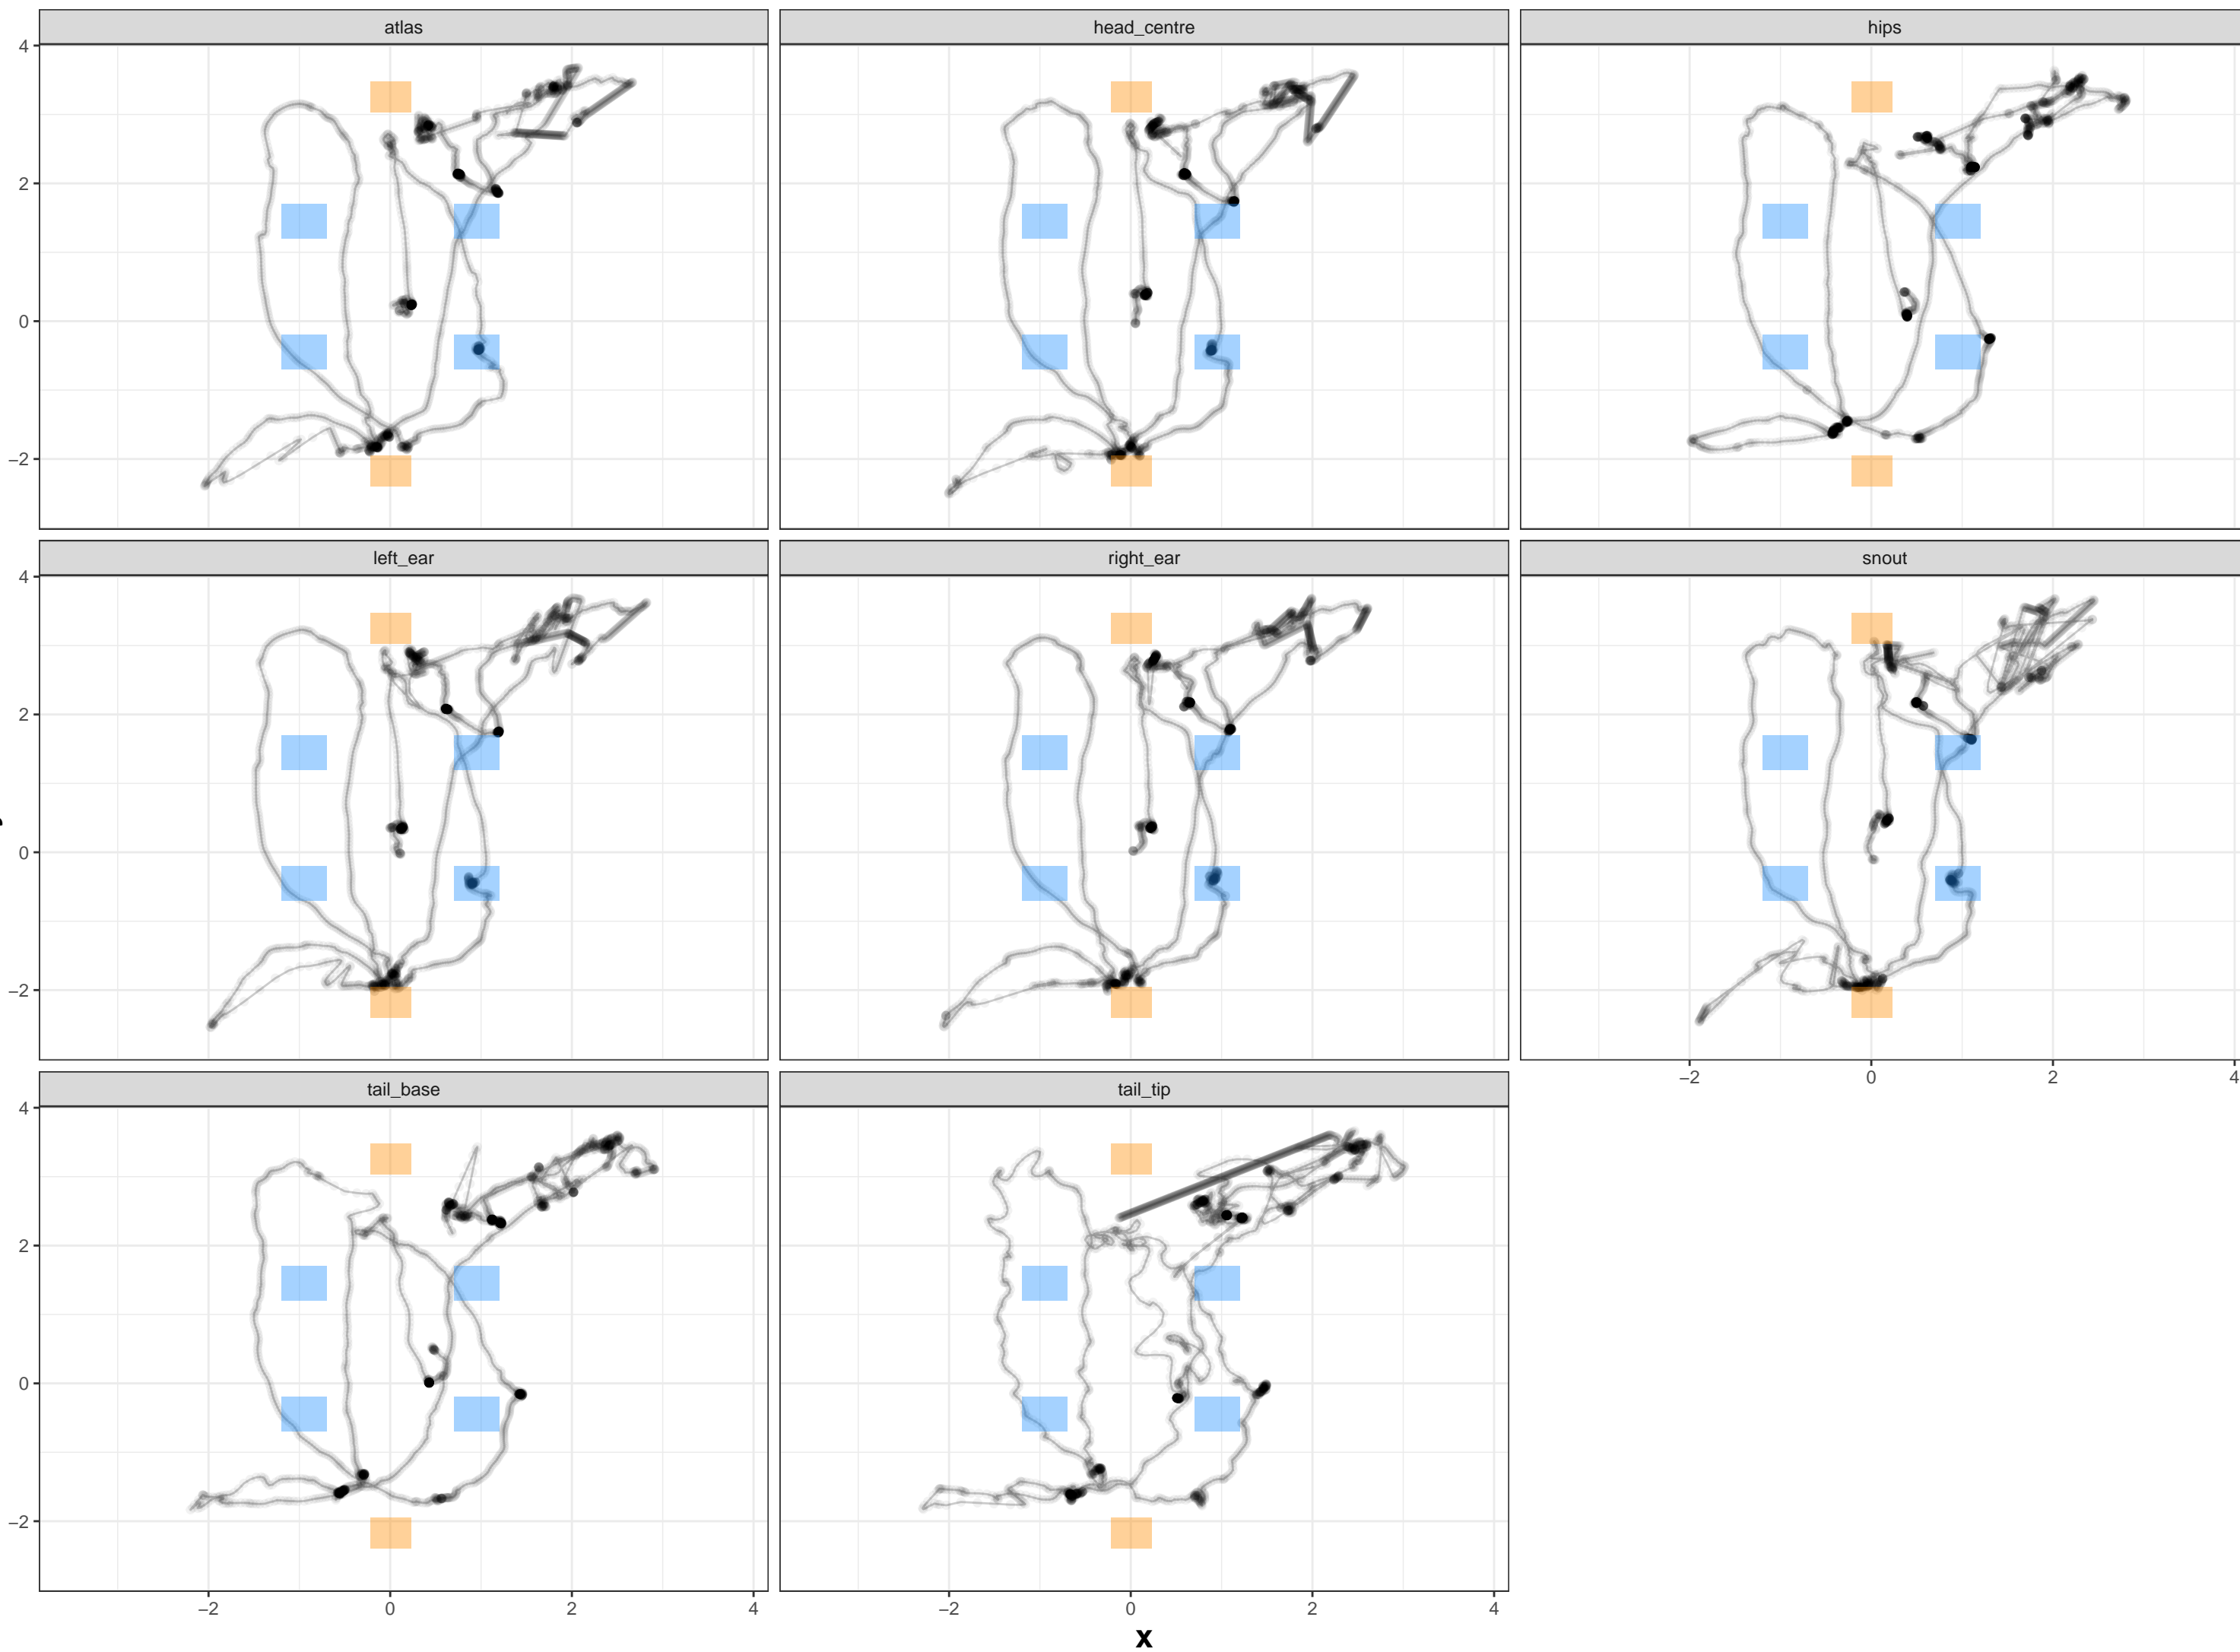 atlas head_centre hips
4
2
0
−2
left_ear right_ear snout
4
2
0
−2
−2 0 2 4
tail_base tail_tip
4
2
0
−2
−2 0 2 4 −2 0 2 4
x